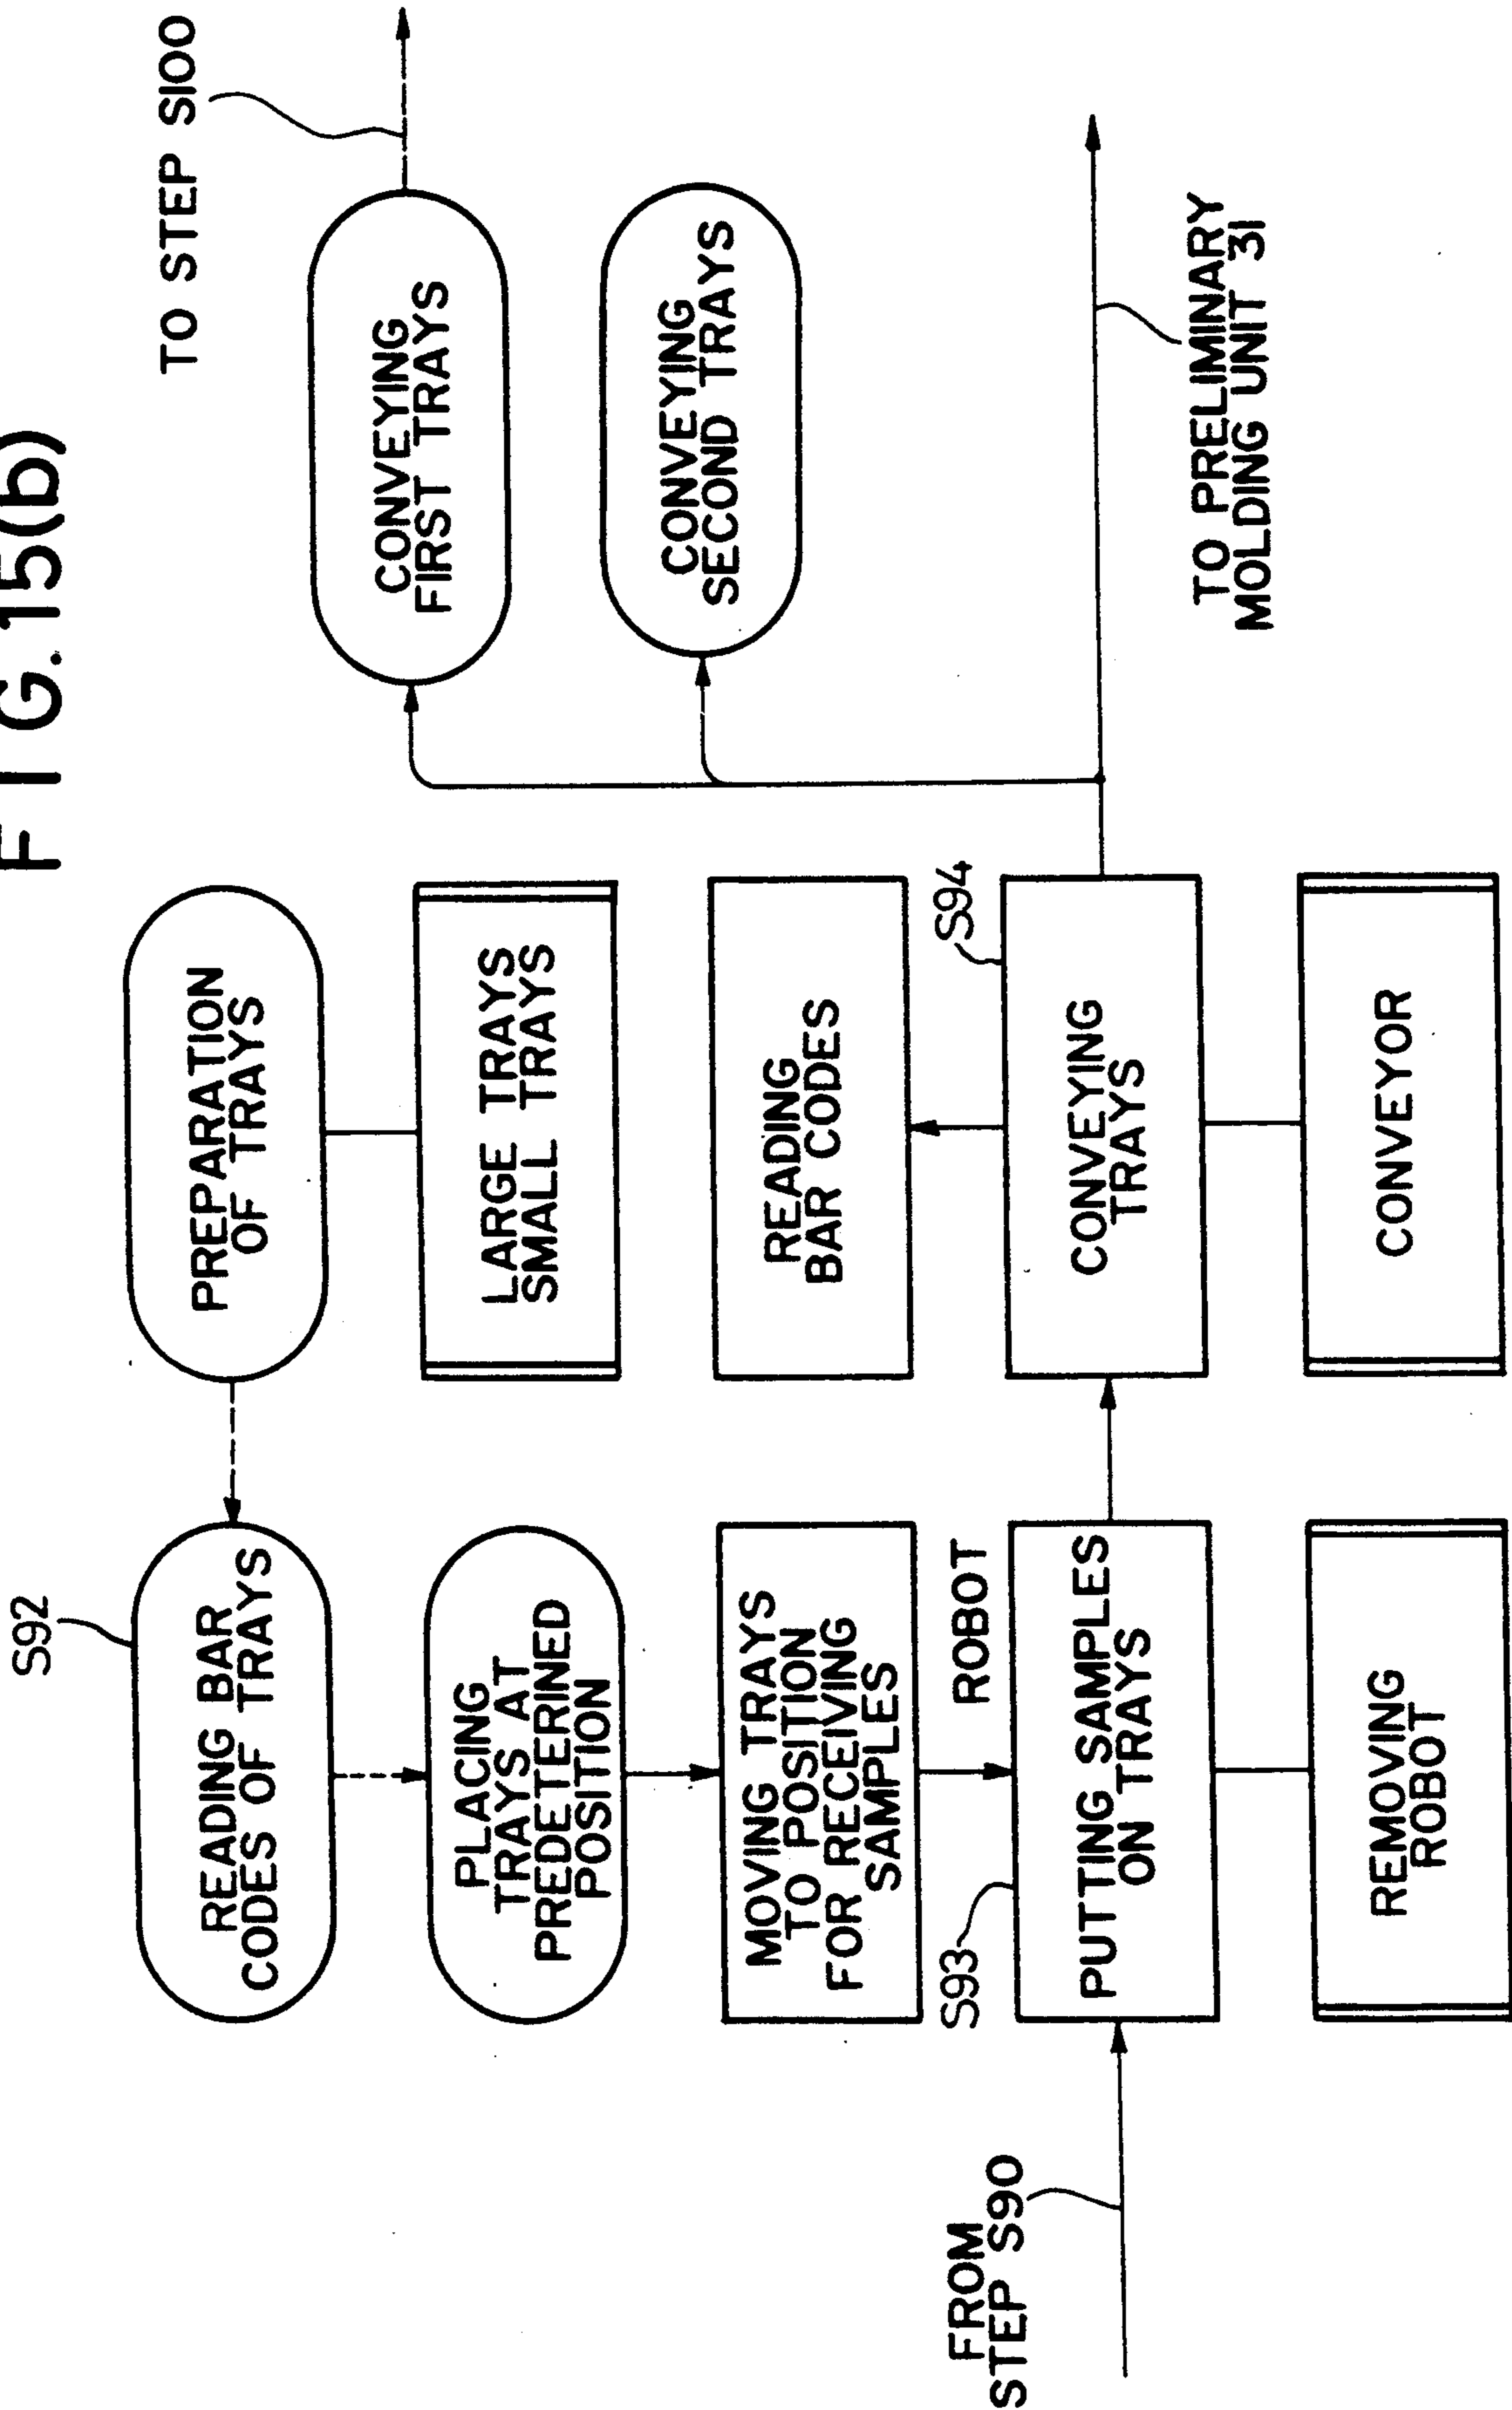 FIG. 15(b)
S92
READING BAR
CODES OF TRAYS
PREPARATION
OF TRAYS
TO STEP S100
PLACING
TRAYS AT
PREDETERINED
POSITION
LARGE TRAYS
SMALL TRAYS
CONVEYING
FIRST TRAYS
MOVING TRAYS
TO POSITION
FOR RECEIVING
SAMPLES
READING
BAR CODES
CONVEYING
SECOND TRAYS
FROM
STEP S90
S93
ROBOT
PUTTING SAMPLES
ON TRAYS
S94
CONVEYING
TRAYS
TO PRELIMINARY
MOLDING UNIT 31
REMOVING
ROBOT
CONVEYOR